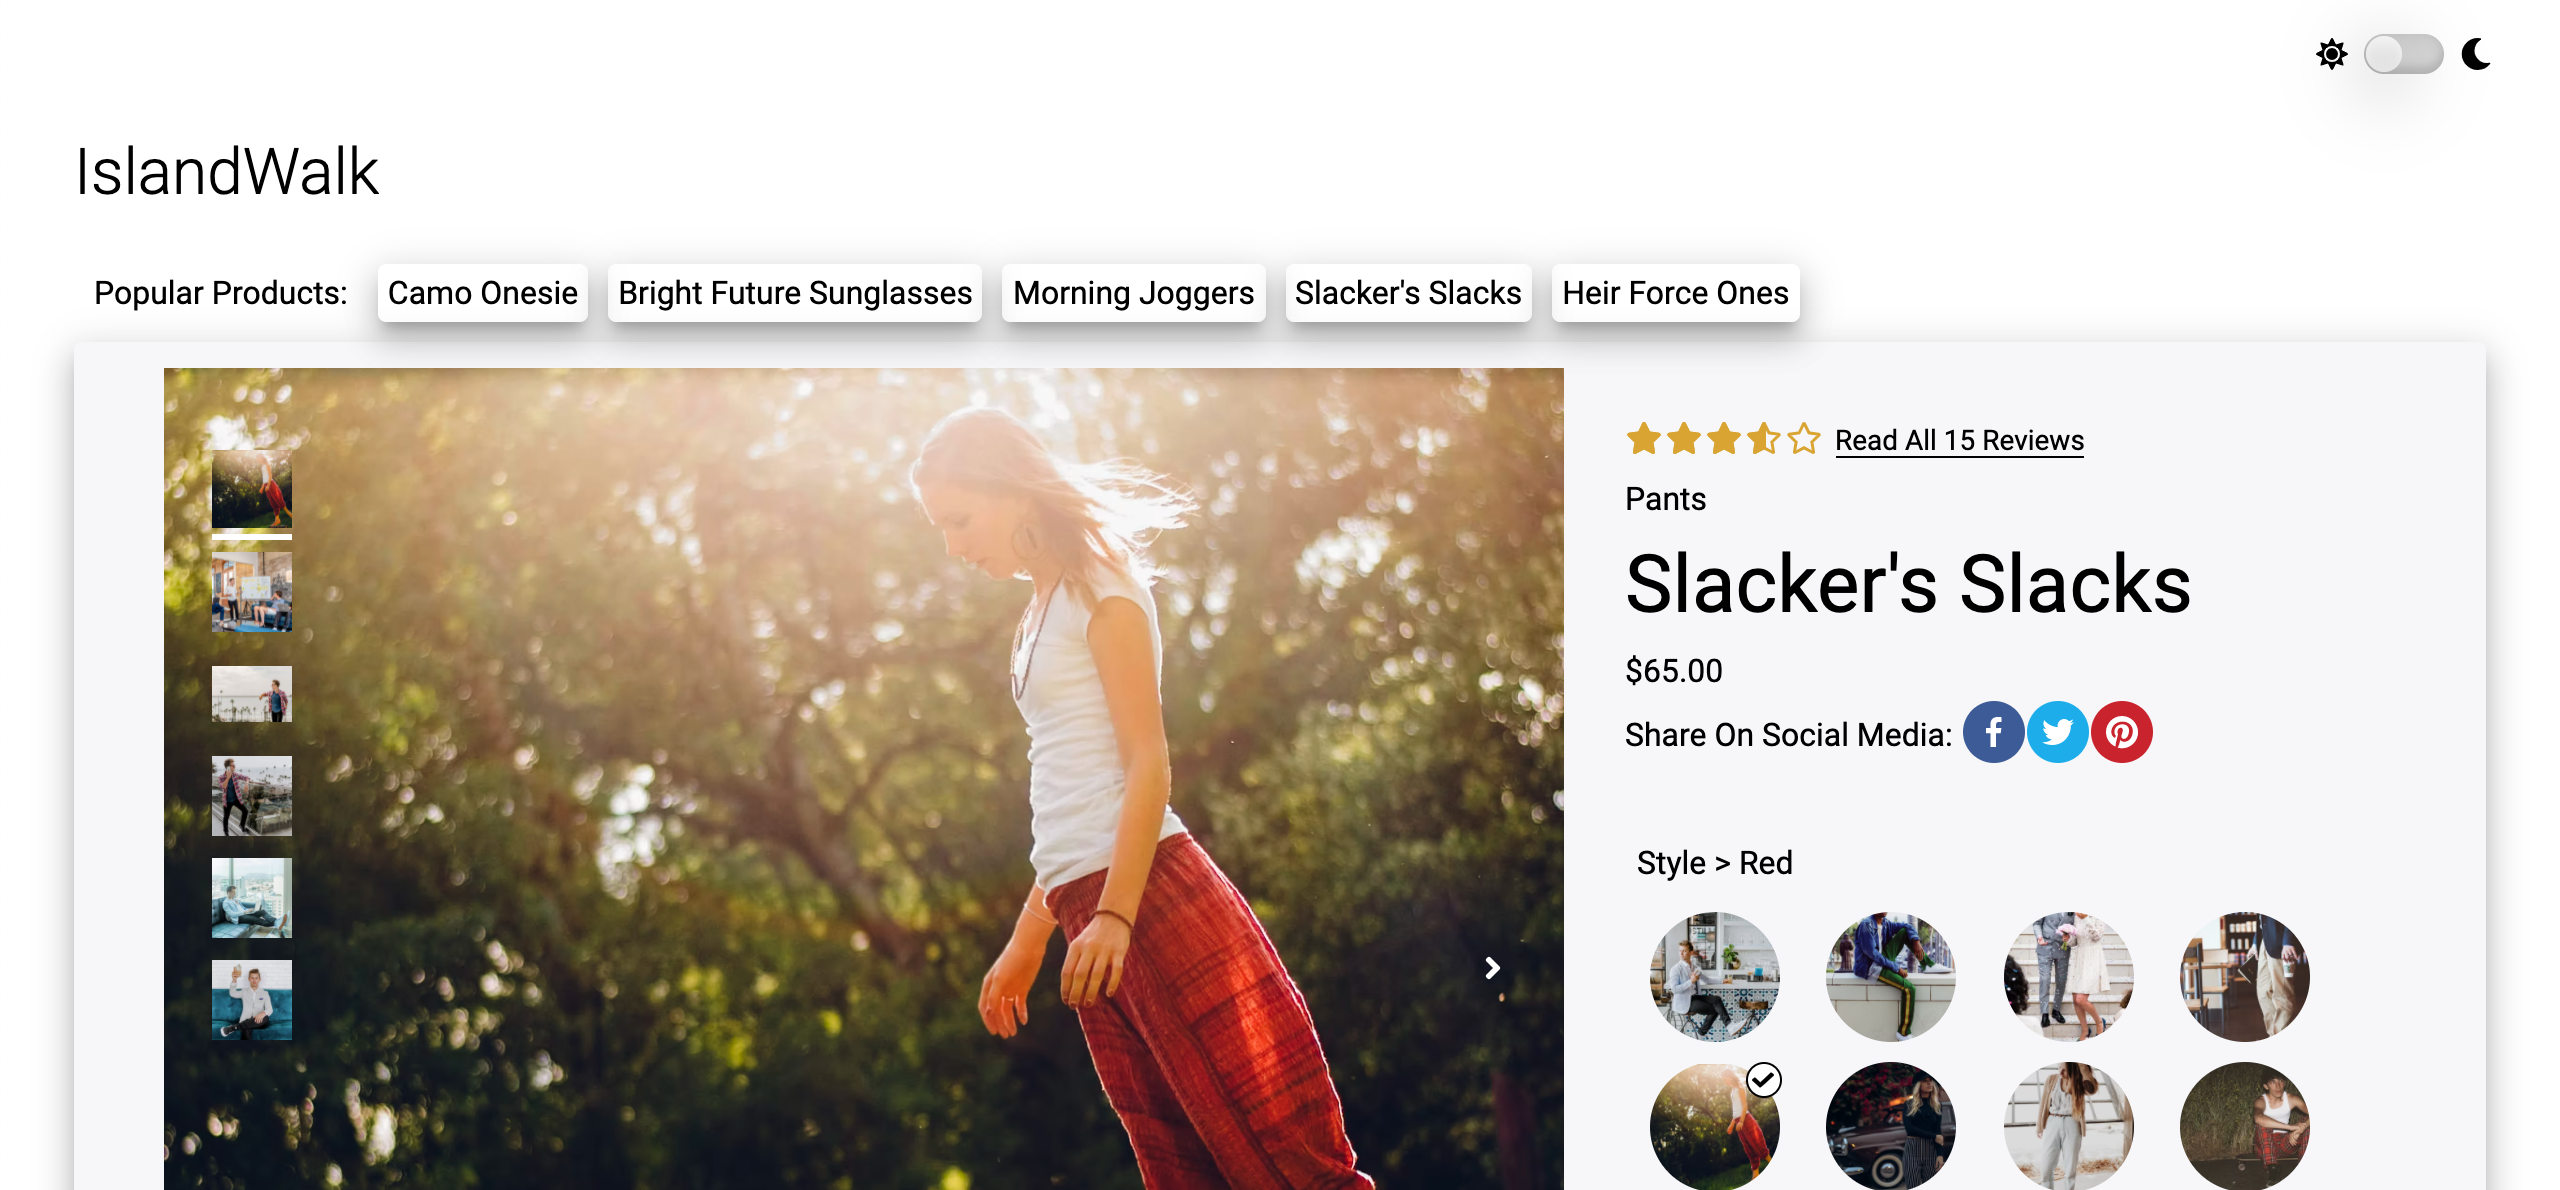 IslandWalk
Popular Products: Camo Onesie Bright Future Sunglasses Morning Joggers Slacker's Slacks Heir Force Ones
Read All 15 Reviews
Pants
Slacker's Slacks
$65.00
Share On Social Media:
Style > Red